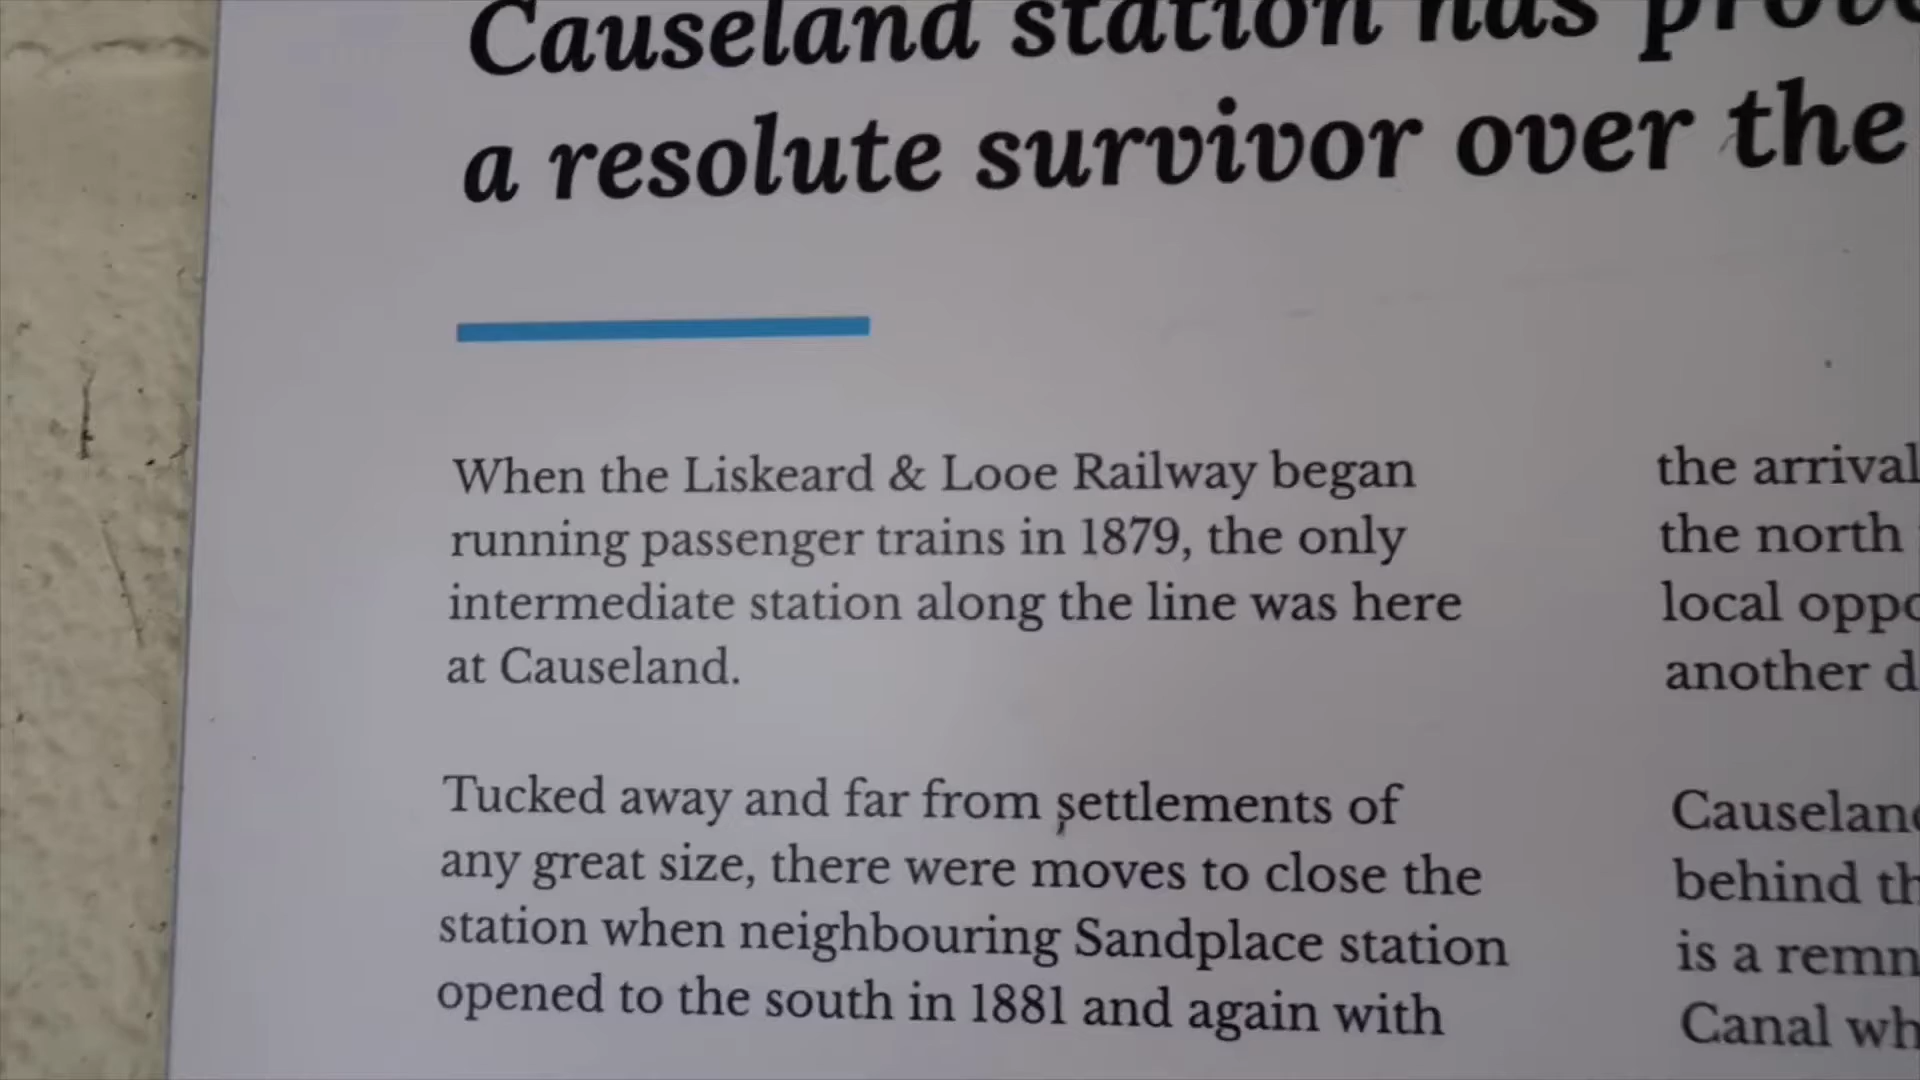 Causeland station has
a resolute survivor over the
When the Liskeard & Looe Railway began
running passenger trains in 1879, the only
intermediate station along the line was here
at Causeland.
Tucked away and far from settlements of
any great size, there were moves to close the
station when neighbouring Sandplace station
opened to the south in 1881 and again with
the arrival
the north
local
another
behind
is a
Canal